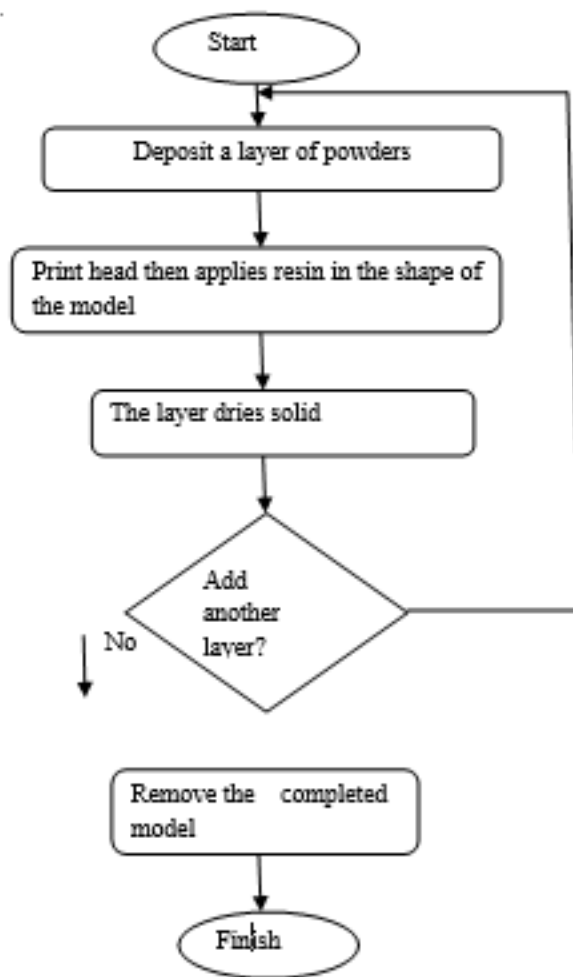 Start
Deposit a layer of powders
Print head then applies resin in the shape of
the model
The layer dries solid
Add
another
layer?
No
Remove the completed
model
Finish